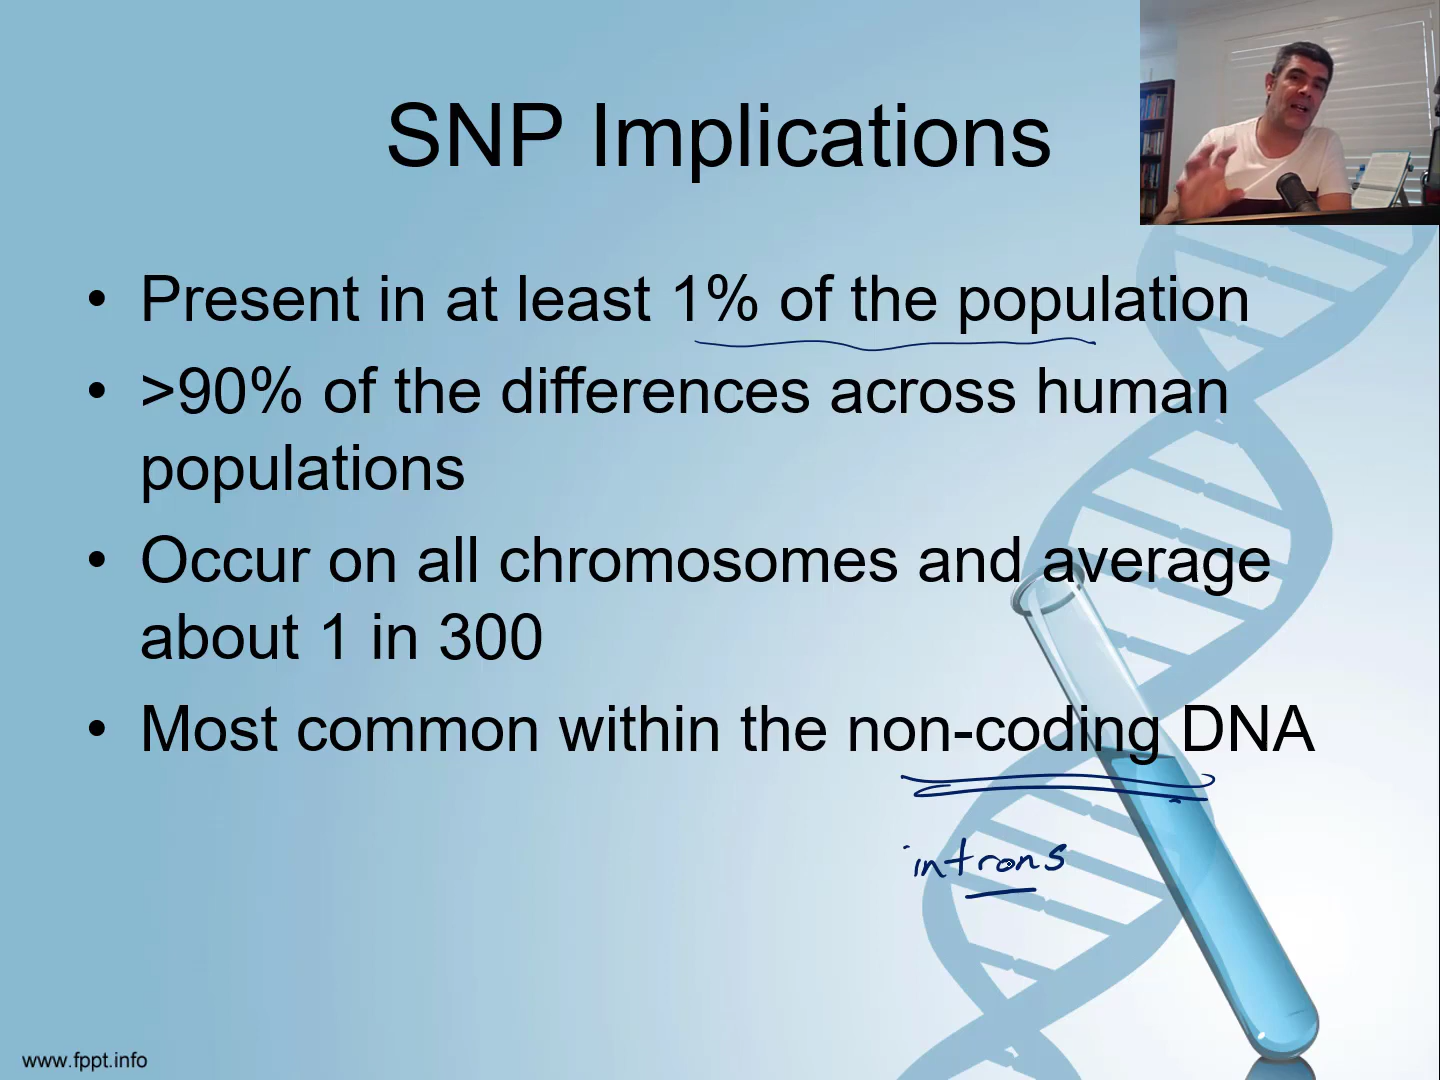 SNP Implications
• Present in at least 1% of the population
• >90% of the differences across human
populations
• Occur on all chromosomes and average
about 1 in 300
• Most common within the non-coding DNA
introns
www.fppt.info